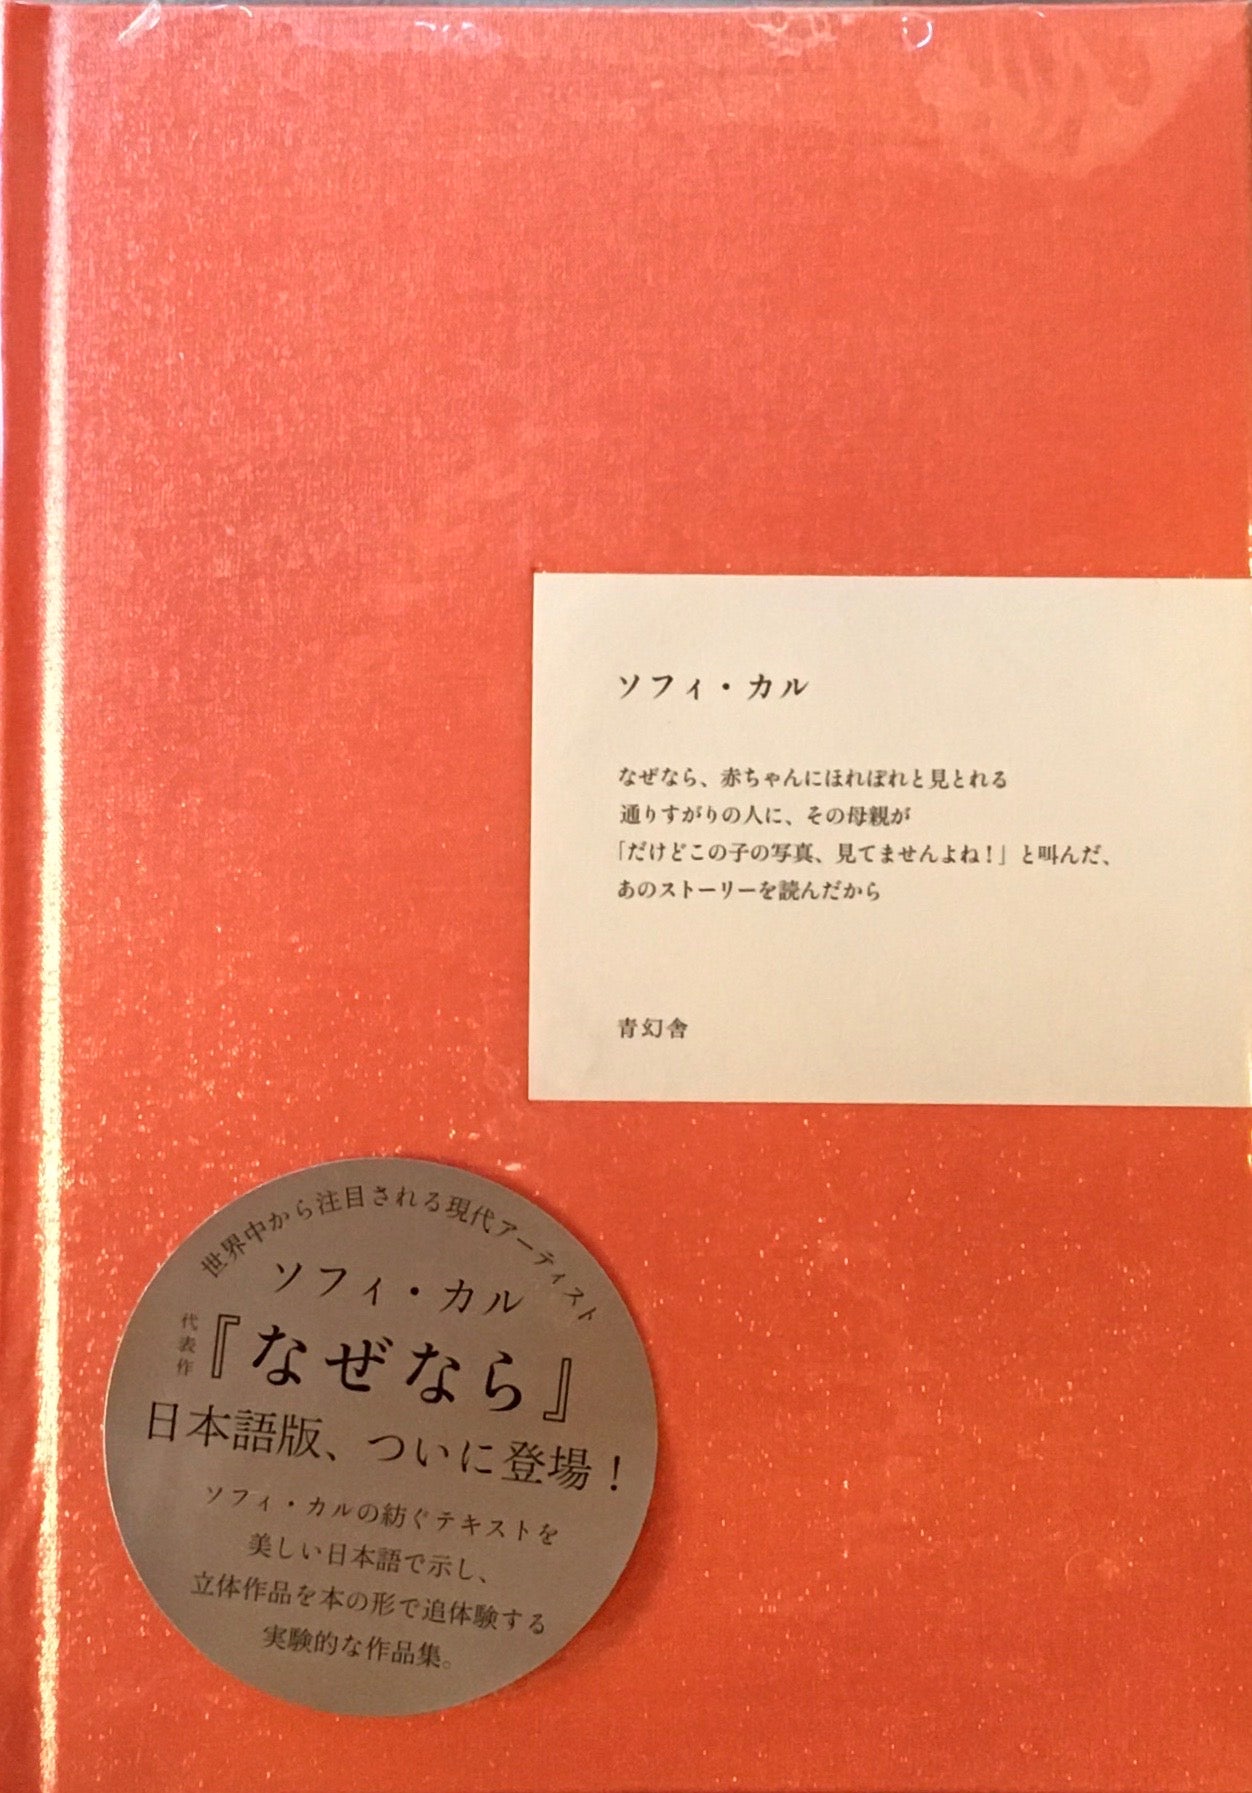 ソフィ・カル
なぜなら、赤ちゃんにほれぼれと見とれる
通りすがりの人に、その母親が
「だけどこの子の写真、見てませんよね！」と叫んだ、
あのストーリーを読んだから
青幻舎
世界中から注目される現代アーティスト
ソフィ・カル
代表作
『なぜなら』
日本語版、ついに登場！
ソフィ・カルの紡ぐテキストを
美しい日本語で示し、
立体作品を本の形で追体験する
実験的な作品集。